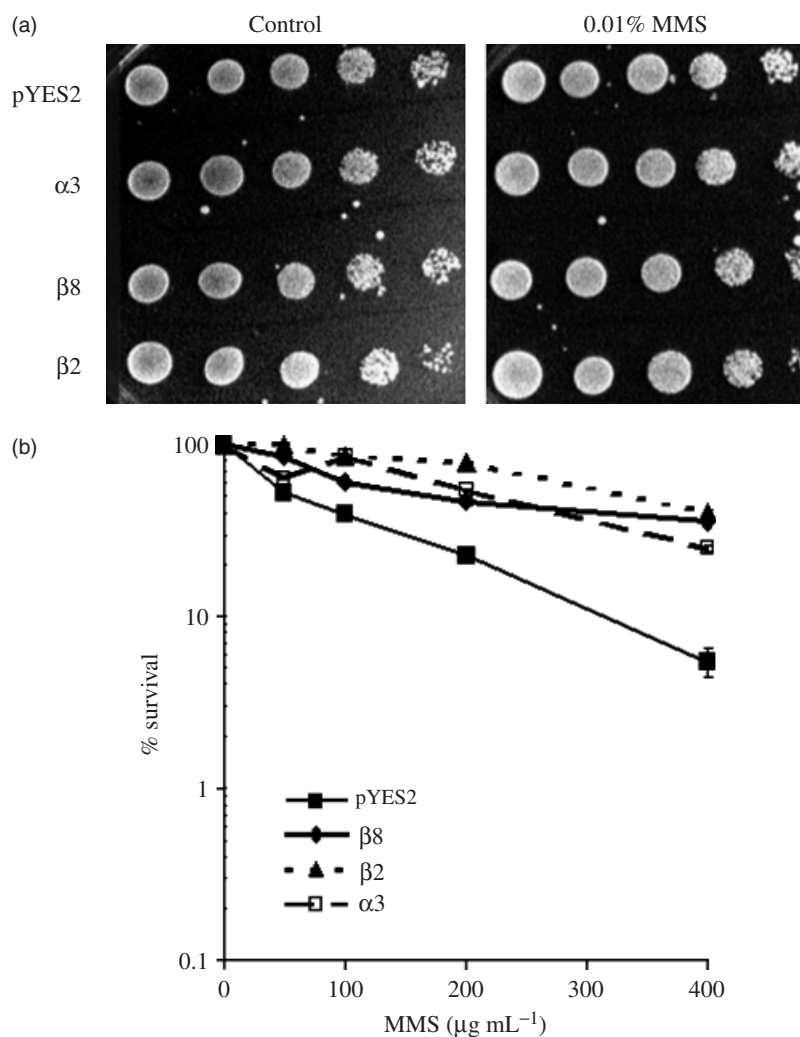 (a)
Control
0.01% MMS
pYES2
α3
β8
β2
(b)
100
10
1
0.1
% survival
pYES2
β8
β2
α3
0
100
200
300
400
MMS (μg mL⁻¹)